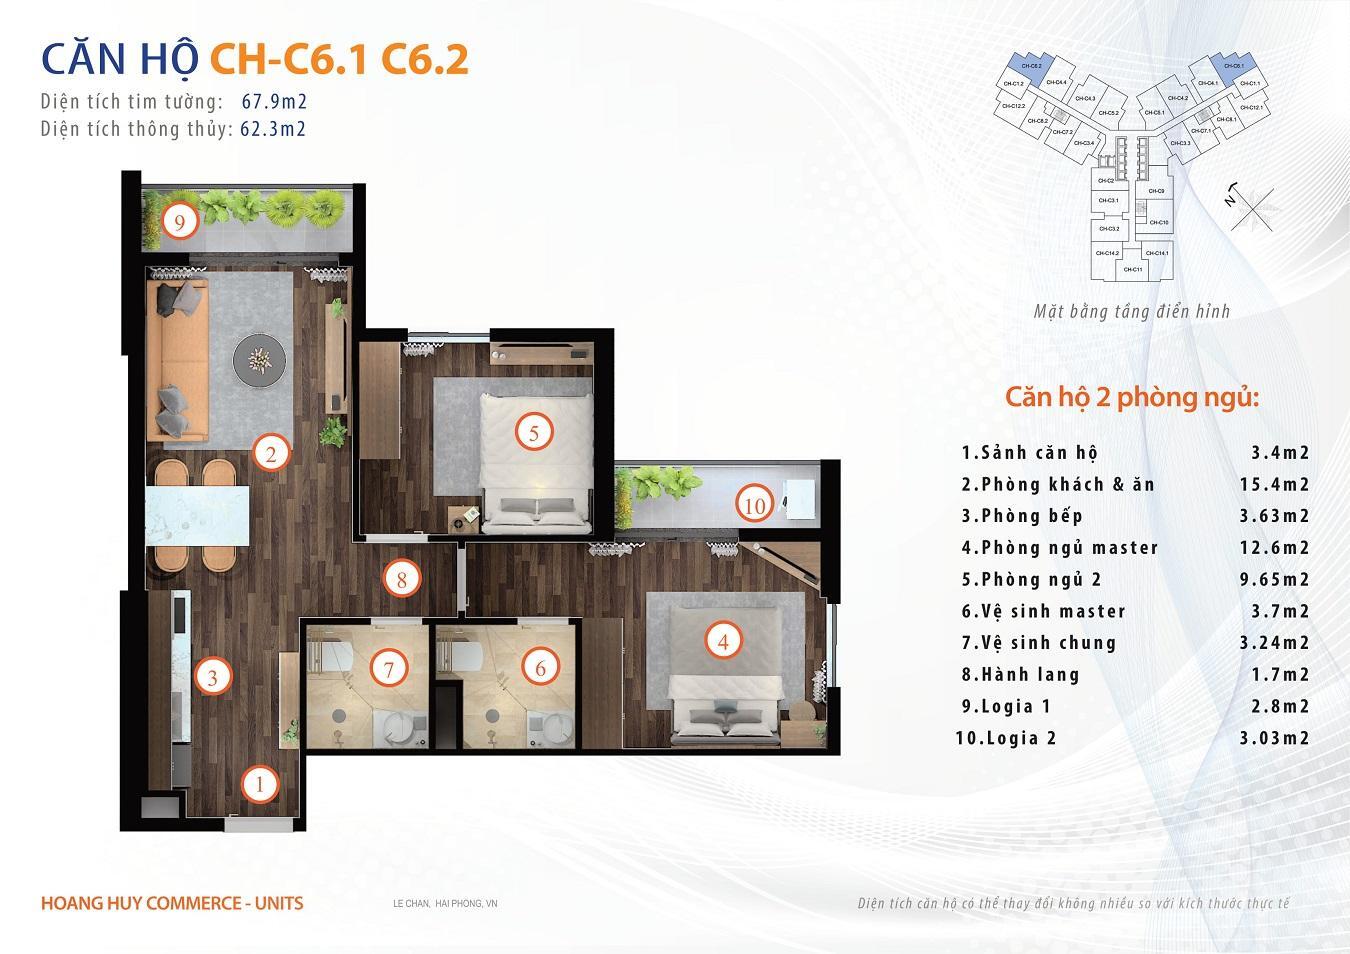 CĂN HỘ CH-C6.1 C6.2
Diện tích tim tường: 67.9m2
Diện tích thông thủy: 62.3m2
CH-C6.2
CH-C6.1
CH-C1.2
CH-C4.4
CH-C4.1
CH-C1.1
CH-C12.2
CH-C4.3
CH-C4.2
CH-C12.1
CH-C8.2
CH-C5.2
CH-C5.1
CH-C8.1
CH-C7.2
CH-C7.1
CH-C3.4
CH-C3.3
CH-C2
CH-C9
CH-C3.1
CH-C10
CH-C3.2
CH-C14.2
CH-C14.1
CH-C11
N
Mặt bằng tầng điển hình
Căn hộ 2 phòng ngủ:
1.Sảnh căn hộ 3.4m2
2.Phòng khách & ăn 15.4m2
3.Phòng bếp 3.63m2
4.Phòng ngủ master 12.6m2
5.Phòng ngủ 2 9.65m2
6.Vệ sinh master 3.7m2
7.Vệ sinh chung 3.24m2
8.Hành lang 1.7m2
9.Logia 1 2.8m2
10.Logia 2 3.03m2
9
5
2
10
8
4
7
6
3
1
HOANG HUY COMMERCE - UNITS
LE CHAN, HAI PHONG, VN
Diện tích căn hộ có thể thay đổi không nhiều so với kích thước thực tế